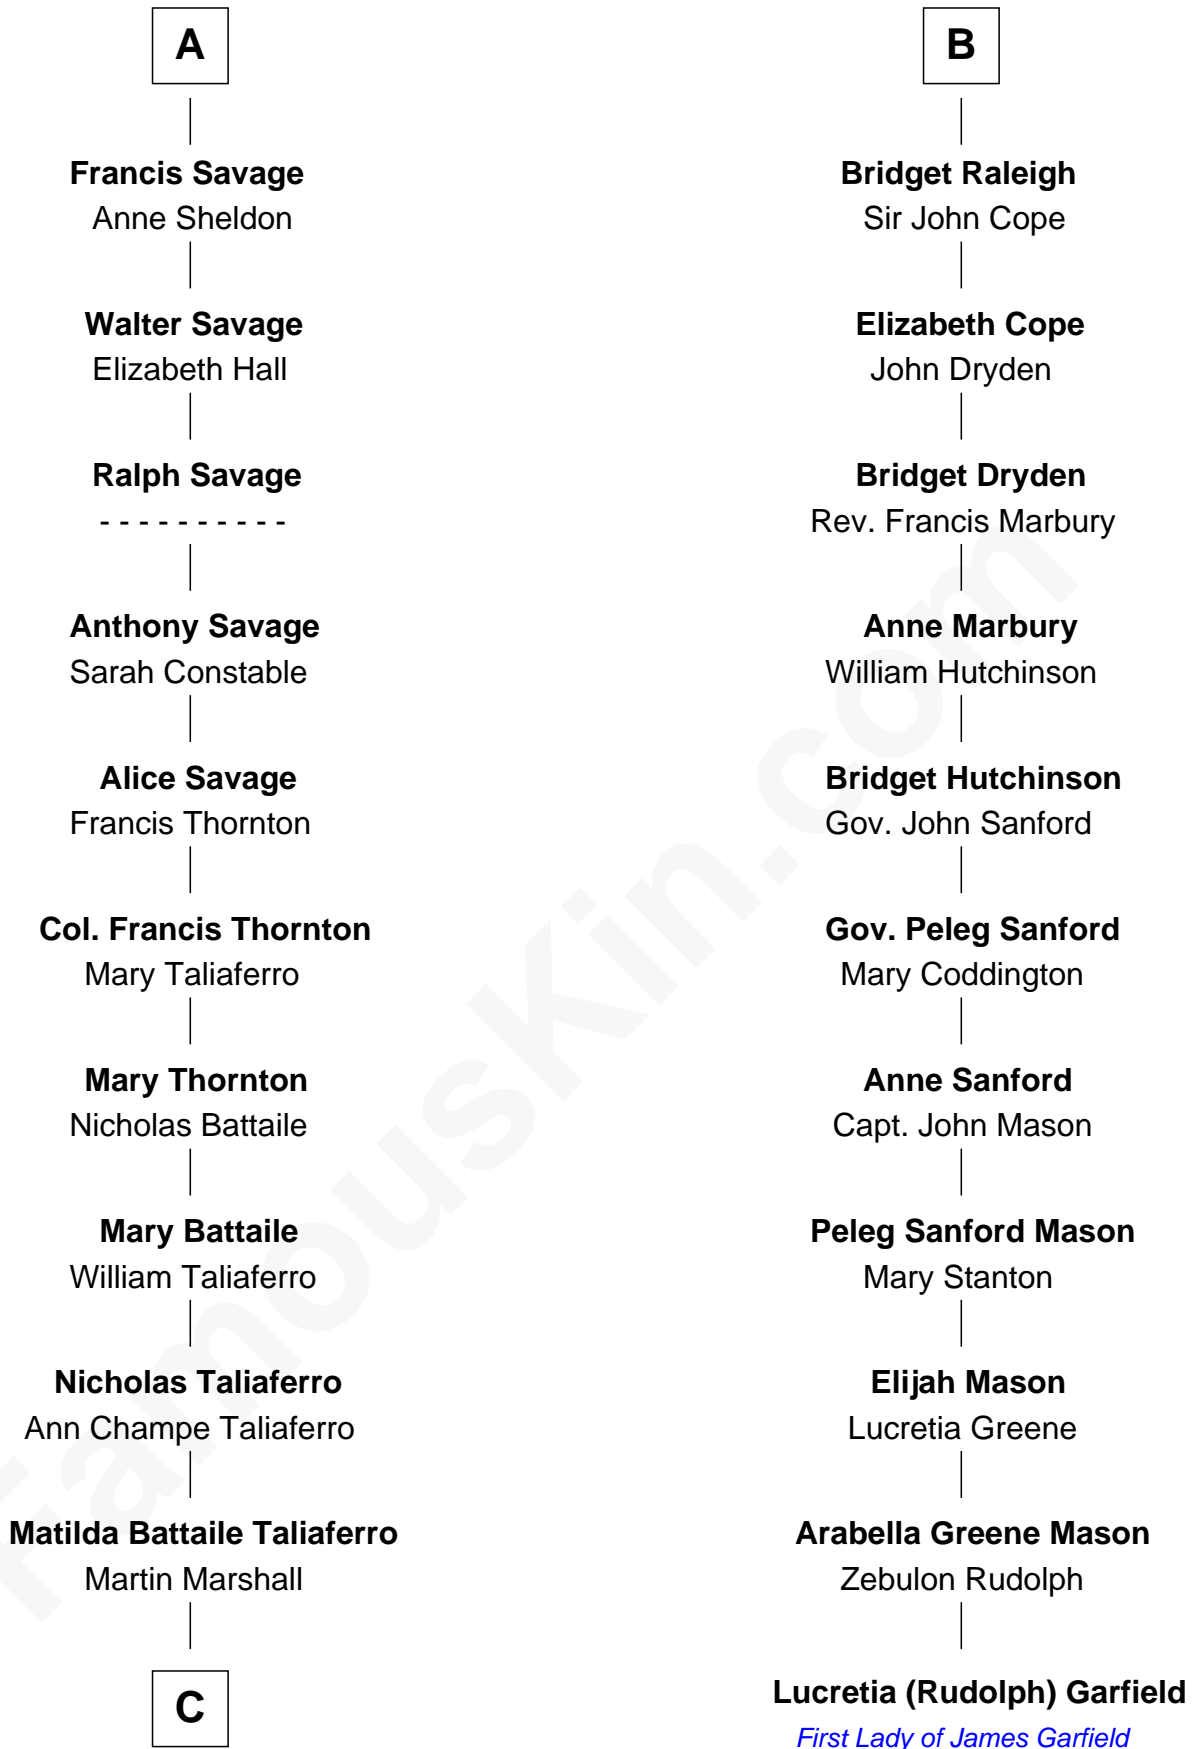 A
Francis Savage
Anne Sheldon
Walter Savage
Elizabeth Hall
Ralph Savage
- - - - - - - - - -
Anthony Savage
Sarah Constable
Alice Savage
Francis Thornton
Col. Francis Thornton
Mary Taliaferro
Mary Thornton
Nicholas Battaile
Mary Battaile
William Taliaferro
Nicholas Taliaferro
Ann Champe Taliaferro
Matilda Battaile Taliaferro
Martin Marshall
C
B
Bridget Raleigh
Sir John Cope
Elizabeth Cope
John Dryden
Bridget Dryden
Rev. Francis Marbury
Anne Marbury
William Hutchinson
Bridget Hutchinson
Gov. John Sanford
Gov. Peleg Sanford
Mary Coddington
Anne Sanford
Capt. John Mason
Peleg Sanford Mason
Mary Stanton
Elijah Mason
Lucretia Greene
Arabella Greene Mason
Zebulon Rudolph
Lucretia (Rudolph) Garfield
First Lady of James Garfield
FamousKin.com